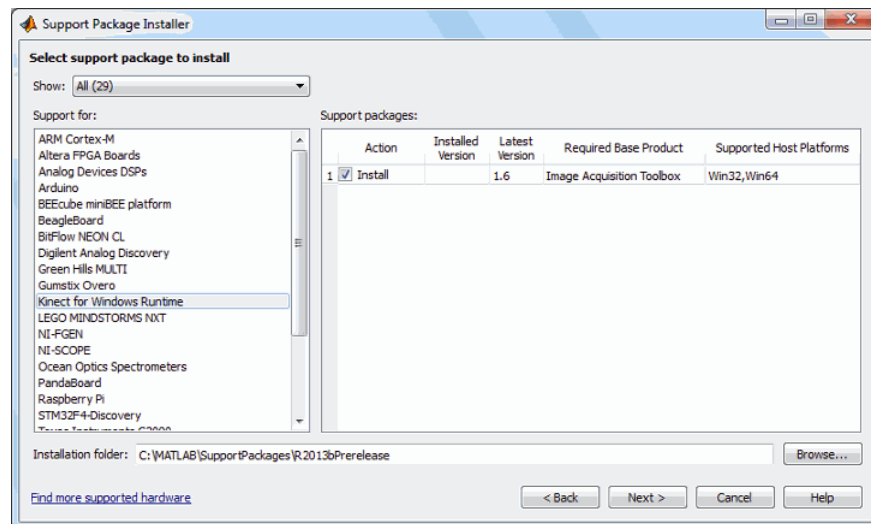 Support Package Installer
Select support package to install
Show: All (29)
Support for:
ARM Cortex-M
Altera FPGA Boards
Analog Devices DSPs
Arduino
BEEcube miniBEE platform
BeagleBoard
BitFlow NEON CL
Digilent Analog Discovery
Green Hills MULTI
Gumstix Overo
Kinect for Windows Runtime
LEGO MINDSTORMS NXT
NI-FGEN
NI-SCOPE
Ocean Optics Spectrometers
PandaBoard
Raspberry Pi
STM32F4-Discovery
Texas Instruments C2000
Support packages:
Action Installed Version Latest Version Required Base Product Supported Host Platforms
1 Install 1.6 Image Acquisition Toolbox Win32,Win64
Installation folder: C:\MATLAB\SupportPackages\R2013bPrerelease Browse...
Find more supported hardware < Back Next > Cancel Help